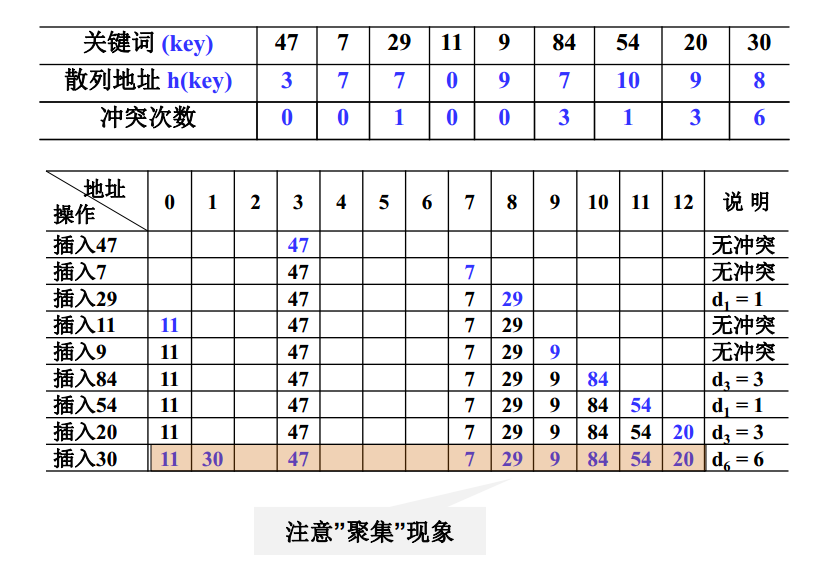 关键词 (key) 47 7 29 11 9 84 54 20 30
散列地址 h(key) 3 7 7 0 9 7 10 9 8
冲突次数 0 0 1 0 0 3 1 3 6
地址
操作
0 1 2 3 4 5 6 7 8 9 10 11 12 说 明
插入47 47 无冲突
插入7 47 7 无冲突
插入29 47 7 29 d1 = 1
插入11 11 47 7 29 无冲突
插入9 11 47 7 29 9 无冲突
插入84 11 47 7 29 9 84 d3 = 3
插入54 11 47 7 29 9 84 54 d1 = 1
插入20 11 47 7 29 9 84 54 20 d3 = 3
插入30 11 30 47 7 29 9 84 54 20 d6 = 6
注意”聚集”现象